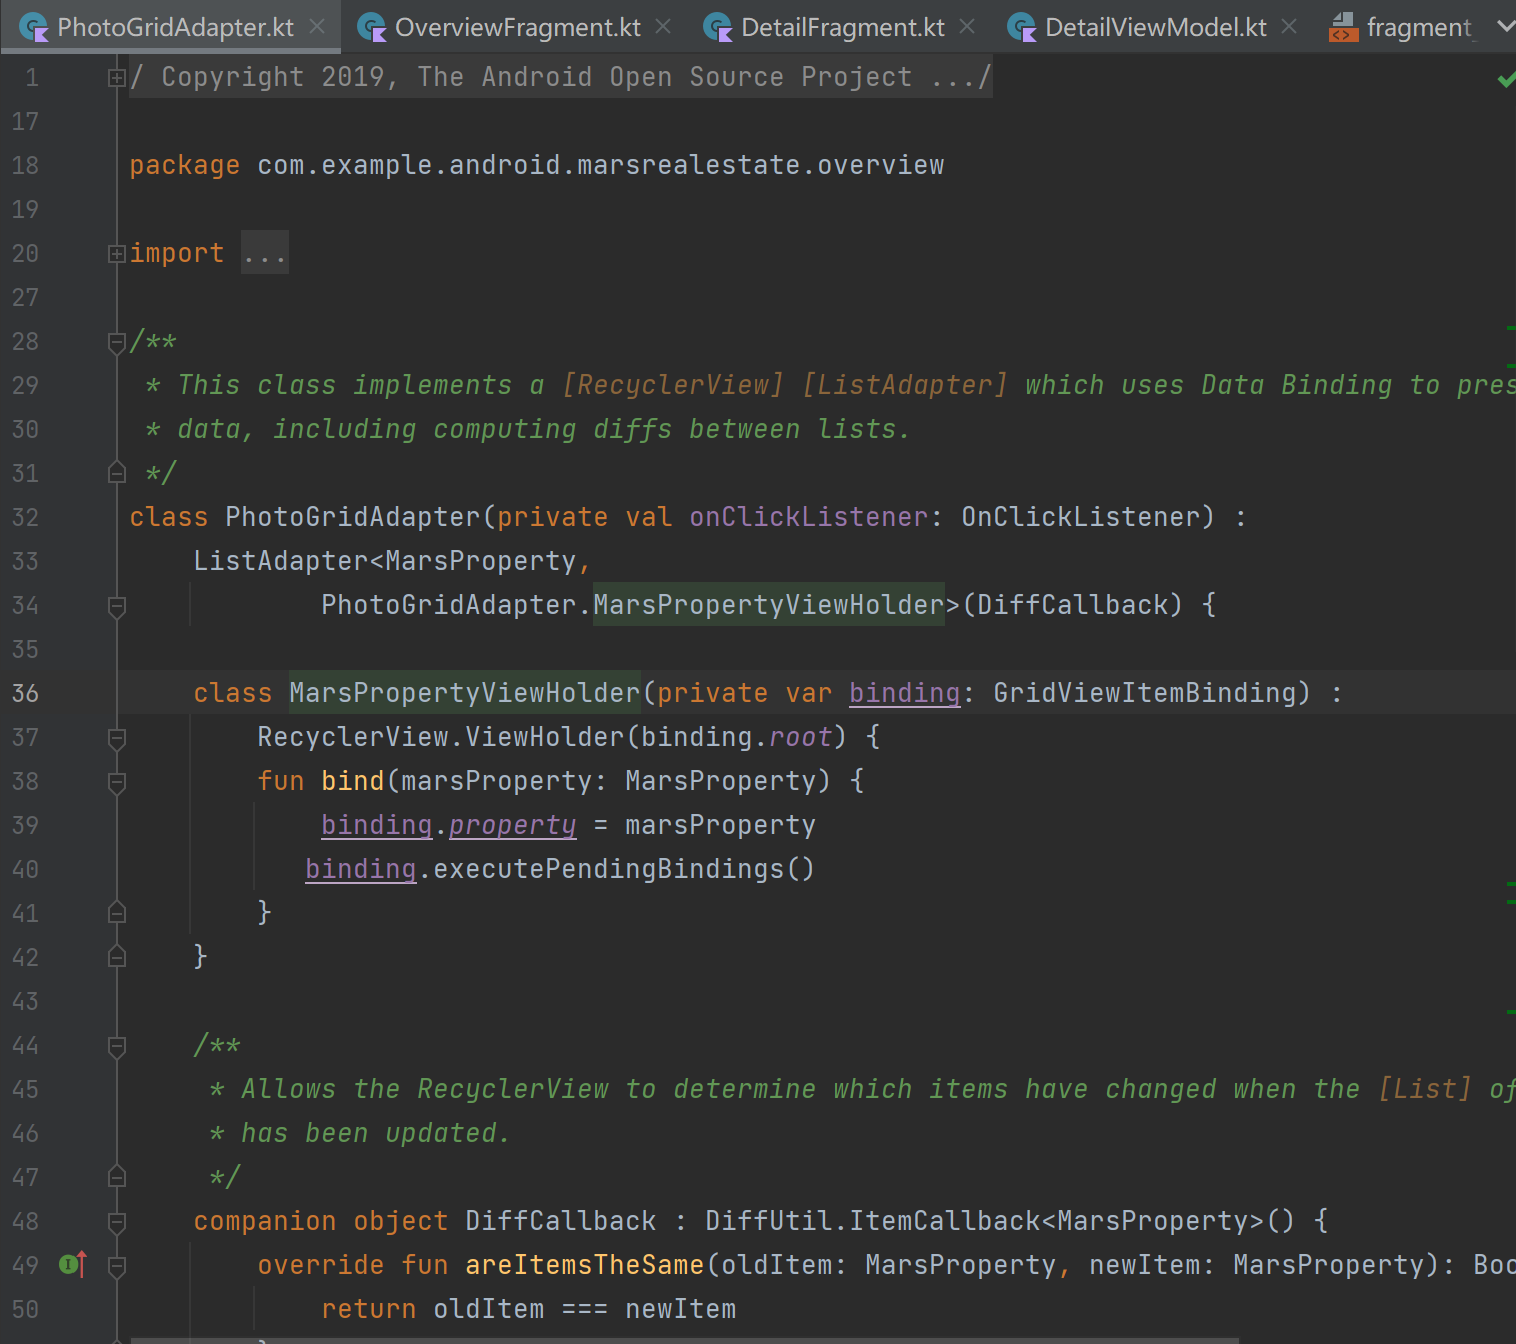 PhotoGridAdapter.kt OverviewFragment.kt DetailFragment.kt DetailViewModel.kt fragment_
1 / Copyright 2019, The Android Open Source Project .../
17
18 package com.example.android.marsrealestate.overview
19
20 import ...
27
28 /**
29 * This class implements a [RecyclerView] [ListAdapter] which uses Data Binding to pres
30 * data, including computing diffs between lists.
31 */
32 class PhotoGridAdapter(private val onClickListener: OnClickListener) :
33 ListAdapter<MarsProperty,
34 PhotoGridAdapter.MarsPropertyViewHolder>(DiffCallback) {
35
36 class MarsPropertyViewHolder(private var binding: GridViewItemBinding) :
37 RecyclerView.ViewHolder(binding.root) {
38 fun bind(marsProperty: MarsProperty) {
39 binding.property = marsProperty
40 binding.executePendingBindings()
41 }
42 }
43
44 /**
45 * Allows the RecyclerView to determine which items have changed when the [List] of
46 * has been updated.
47 */
48 companion object DiffCallback : DiffUtil.ItemCallback<MarsProperty>() {
49 override fun areItemsTheSame(oldItem: MarsProperty, newItem: MarsProperty): Boo
50 return oldItem === newItem